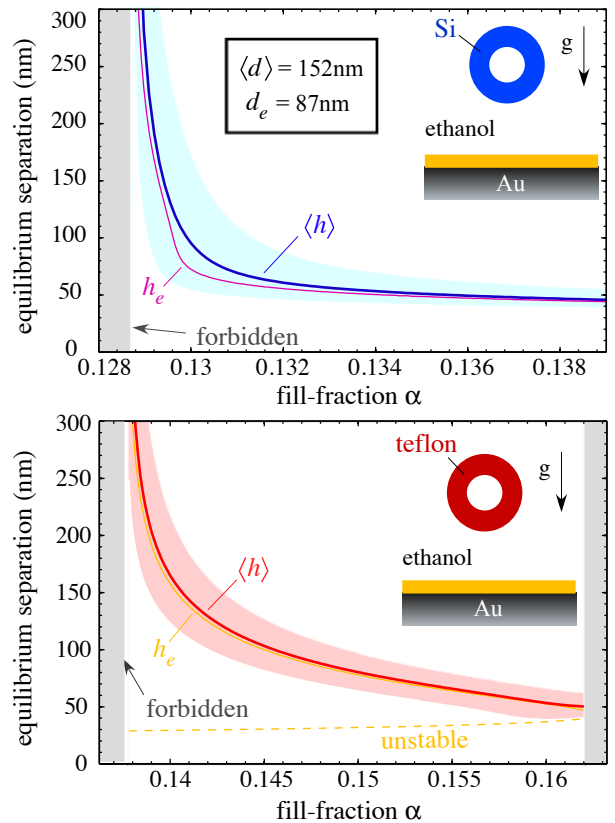 equilibrium separation (nm)
300
250
200
150
100
50
0
⟨d⟩ = 152nm
d_e = 87nm
Si
g
ethanol
Au
⟨h⟩
h_e
forbidden
0.128
0.13
0.132
0.134
0.136
0.138
fill-fraction α
equilibrium separation (nm)
300
250
200
150
100
50
0
teflon
g
ethanol
Au
⟨h⟩
h_e
forbidden
unstable
0.14
0.145
0.15
0.155
0.16
fill-fraction α